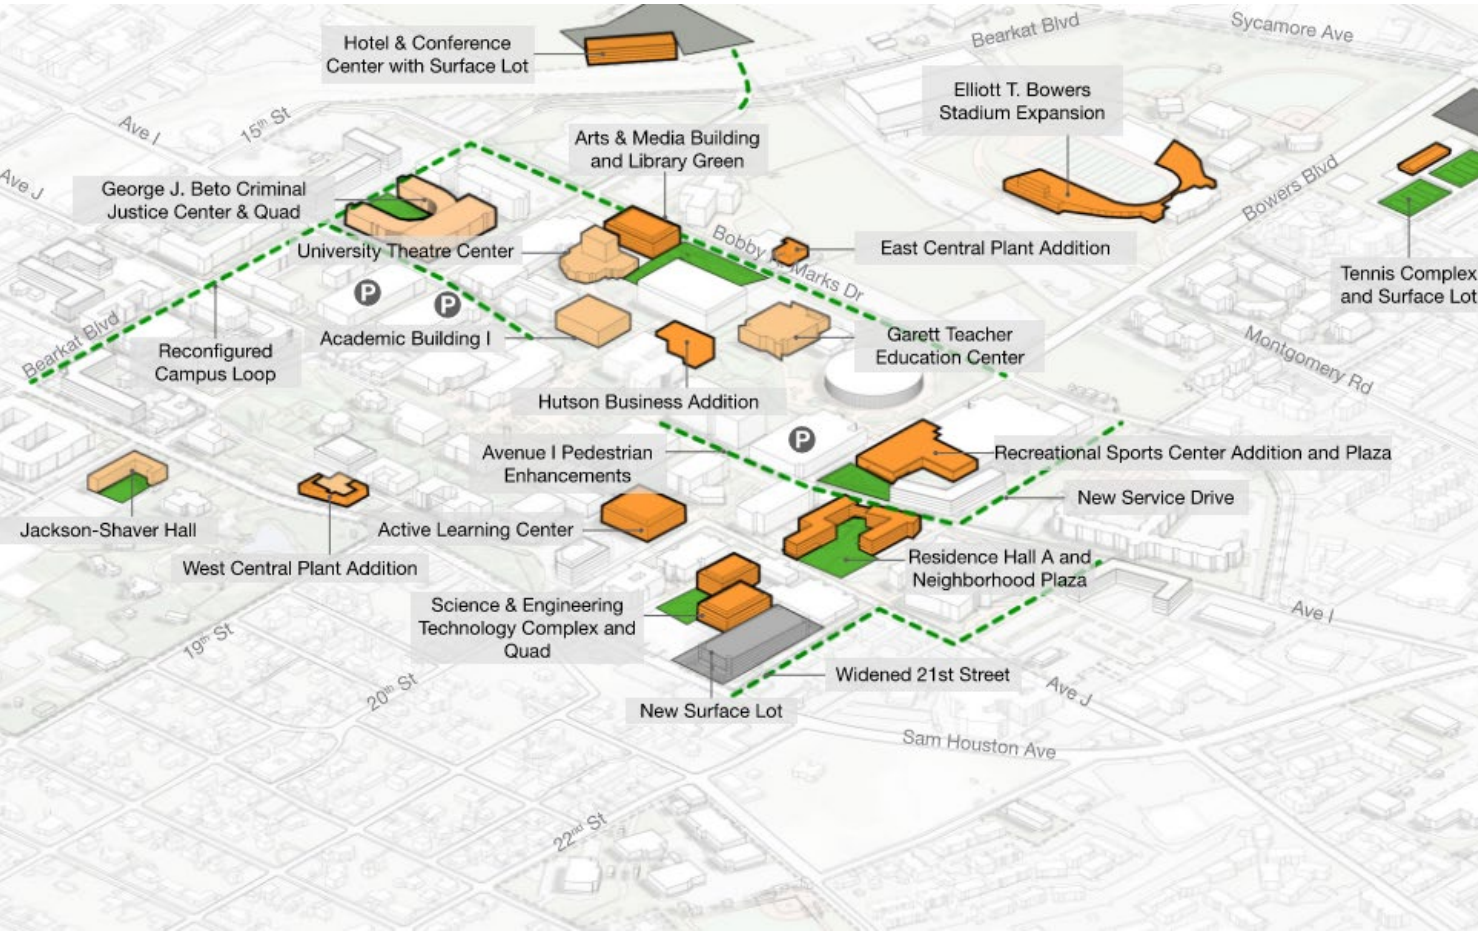 Bearkat Blvd
Sycamore Ave
Hotel & Conference
Center with Surface Lot
Elliott T. Bowers
Stadium Expansion
Ave I
15th St
Arts & Media Building
and Library Green
Ave J
George J. Beto Criminal
Justice Center & Quad
Bowers Blvd
University Theatre Center
Bobby K. Marks Dr
East Central Plant Addition
Tennis Complex
and Surface Lot
P
P
Bearkat Blvd
Reconfigured
Campus Loop
Academic Building I
Garett Teacher
Education Center
Montgomery Rd
Hutson Business Addition
P
Avenue I Pedestrian
Enhancements
Recreational Sports Center Addition and Plaza
New Service Drive
Jackson-Shaver Hall
Active Learning Center
West Central Plant Addition
Residence Hall A and
Neighborhood Plaza
Science & Engineering
Technology Complex and
Quad
Ave I
19th St
20th St
Widened 21st Street
Ave J
New Surface Lot
Sam Houston Ave
22nd St